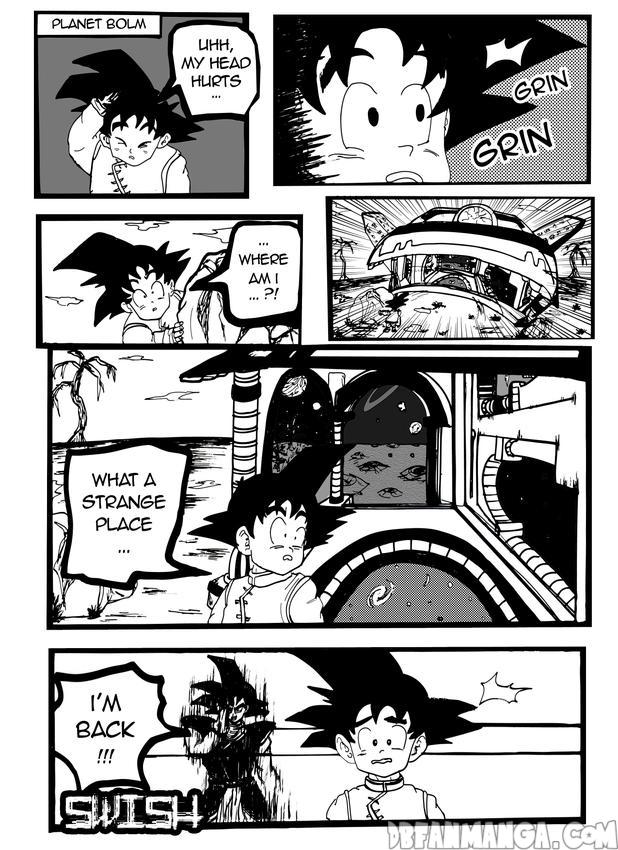 PLANET BOLM
UHH,
MY HEAD
HURTS
...
GRIN
GRIN
...
WHERE
AM I
... ?!
WHAT A
STRANGE
PLACE
...
I'M
BACK
!!!
SWISH
DBFANMANGA.COM